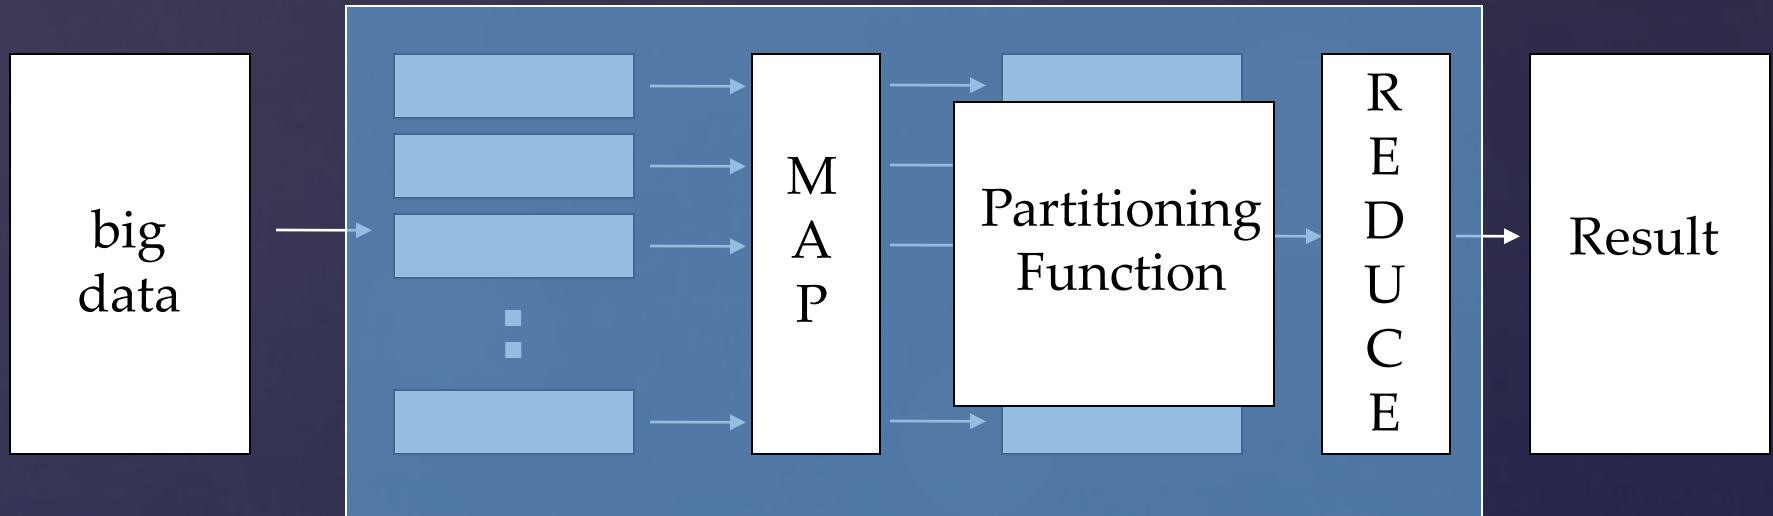 big
data
M
A
P
Partitioning
Function
R
E
D
U
C
E
Result